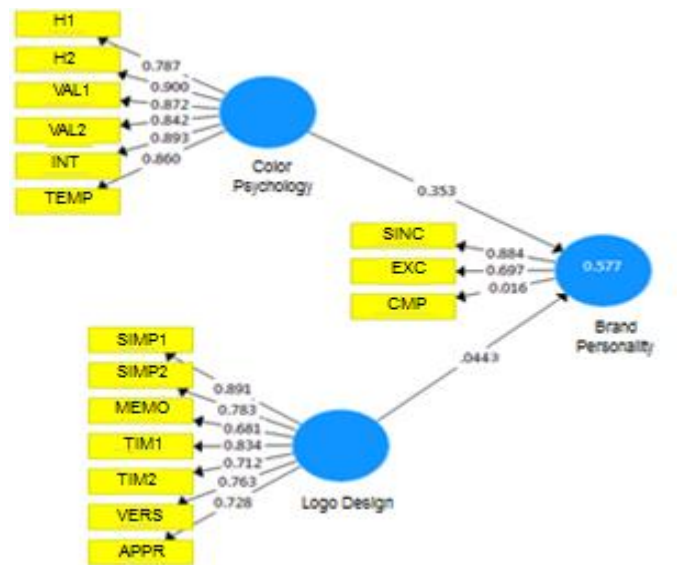 H1
H2
VAL1
VAL2
INT
TEMP
0.787
0.900
0.872
0.842
0.893
0.860
Color
Psychology
0.353
SINC
EXC
CMP
0.884
0.697
0.016
0.577
Brand
Personality
SIMP1
SIMP2
MEMO
TIM1
TIM2
VERS
APPR
0.891
0.783
0.681
0.834
0.712
0.763
0.728
.0443
Logo Design